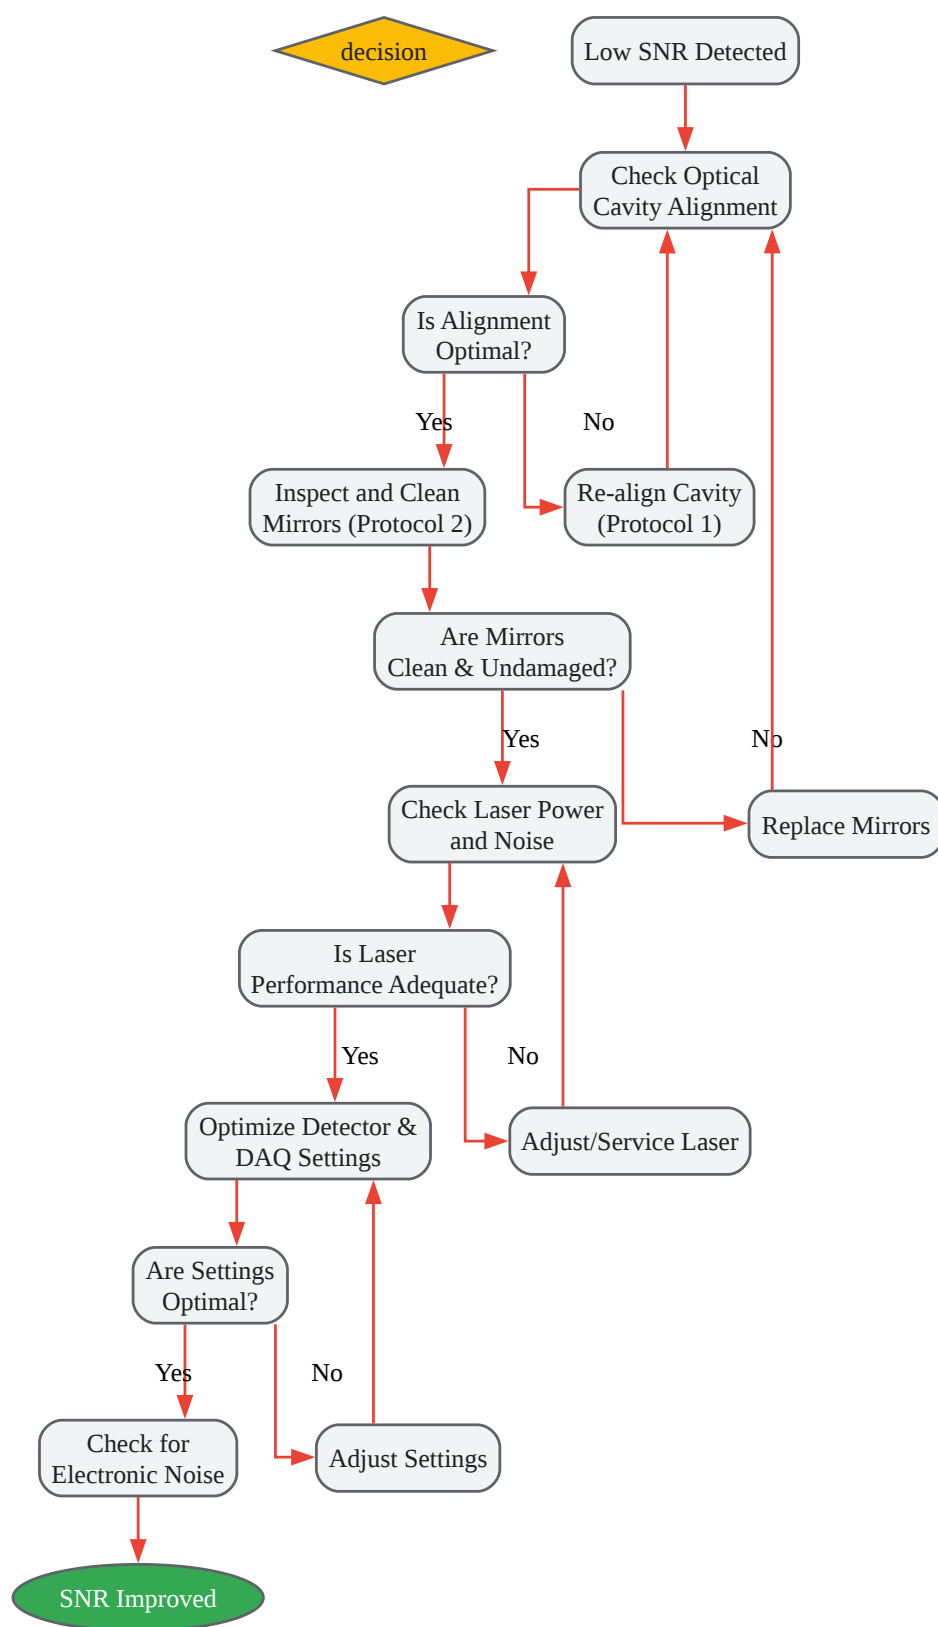 decision
Low SNR Detected
Check Optical
Cavity Alignment
Is Alignment
Optimal?
Yes
No
Inspect and Clean
Mirrors (Protocol 2)
Re-align Cavity
(Protocol 1)
Are Mirrors
Clean & Undamaged?
Yes
No
Check Laser Power
and Noise
Replace Mirrors
Is Laser
Performance Adequate?
Yes
No
Optimize Detector &
DAQ Settings
Adjust/Service Laser
Are Settings
Optimal?
Yes
No
Check for
Electronic Noise
Adjust Settings
SNR Improved